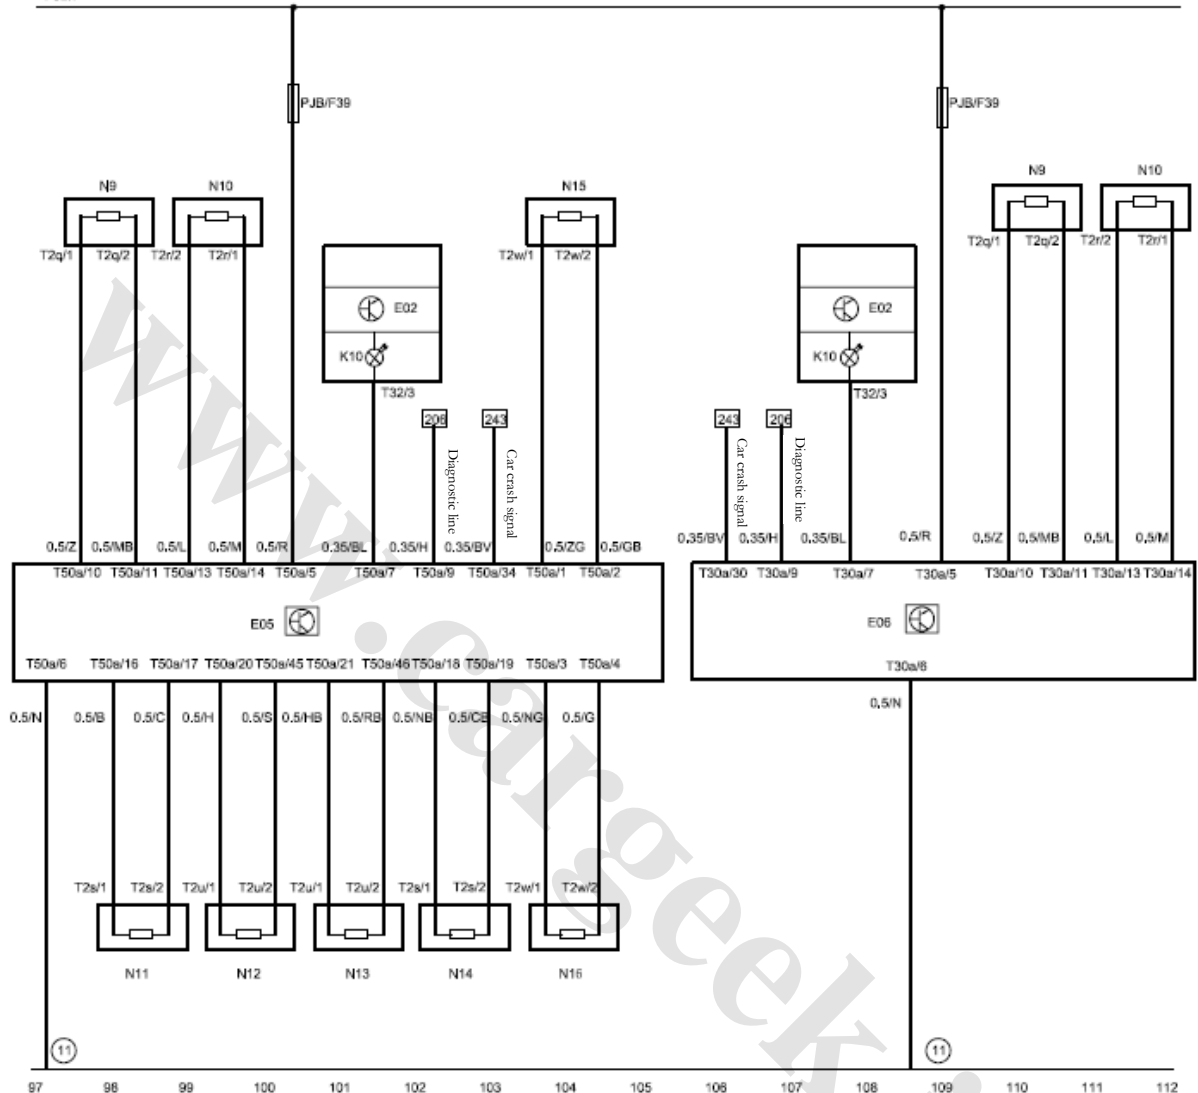 PJB/F39
PJB/F39
N9
N10
N15
N9
N10
T2q/1
T2q/2
T2r/2
T2r/1
T2w/1
T2w/2
T2q/1
T2q/2
T2r/2
T2r/1
E02
E02
K10
K10
T32/3
T32/3
206
243
243
206
Diagnostic line
Car crash signal
Car crash signal
Diagnostic line
0.5/Z
0.5/MB
0.5/L
0.5/M
0.5/R
0.35/BL
0.35/H
0.35/BV
0.5/ZG
0.5/GB
0.35/BV
0.35/H
0.35/BL
0.5/R
0.5/Z
0.5/MB
0.5/L
0.5/M
T50a/10
T50a/11
T50a/13
T50a/14
T50a/5
T50a/7
T50a/9
T50a/34
T50a/1
T50a/2
T30a/30
T30a/9
T30a/7
T30a/5
T30a/10
T30a/11
T30a/13
T30a/14
E05
E06
T50a/6
T50a/16
T50a/17
T50a/20
T50a/45
T50a/21
T50a/46
T50a/18
T50a/19
T50a/3
T50a/4
T30a/6
0.5/N
0.5/B
0.5/C
0.5/H
0.5/S
0.5/HB
0.5/RB
0.5/NB
0.5/CB
0.5/NG
0.5/G
0.5/N
T2s/1
T2s/2
T2u/1
T2u/2
T2u/1
T2u/2
T2s/1
T2s/2
T2w/1
T2w/2
N11
N12
N13
N14
N16
11
11
97 98 99 100 101 102 103 104 105 106 107 108 109 110 111 112
www.cargeek.